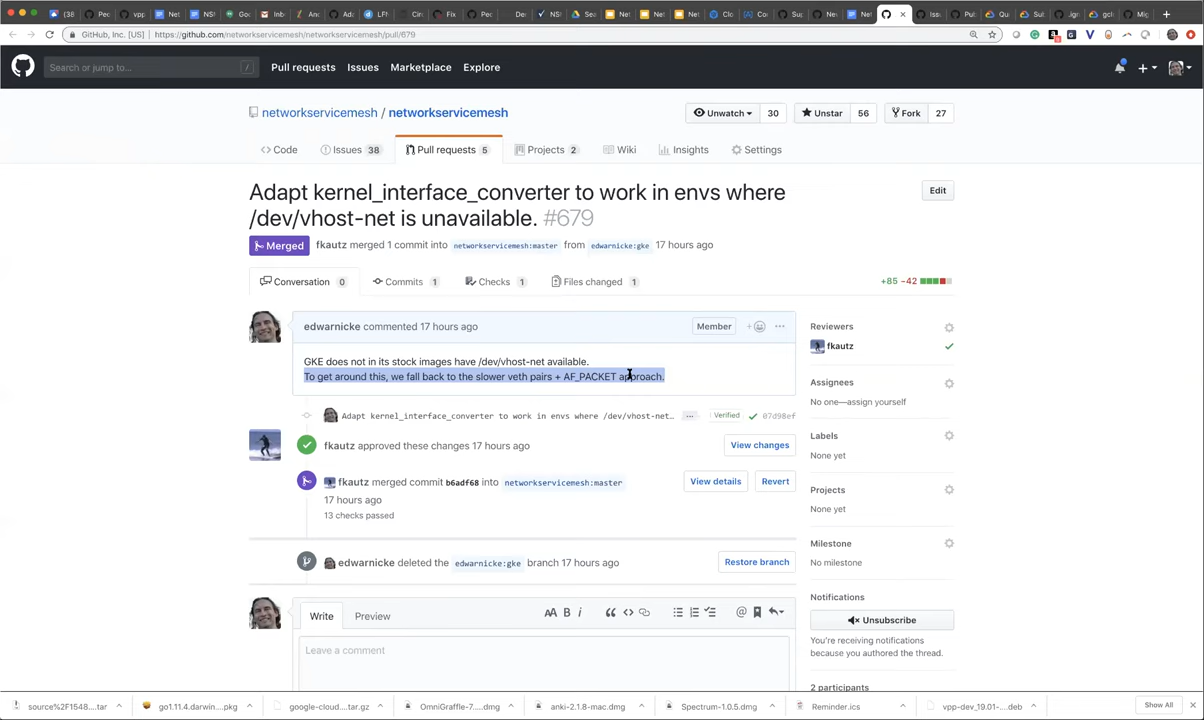 GitHub, Inc. [US] | https://github.com/networkservicemesh/networkservicemesh/pull/679
Search or jump to... /
Pull requests Issues Marketplace Explore
networkservicemesh / networkservicemesh
Unwatch 30 Unstar 56 Fork 27
Code Issues 38 Pull requests 5 Projects 2 Wiki Insights Settings
Adapt kernel_interface_converter to work in envs where
/dev/vhost-net is unavailable. #679
Edit
Merged fkautz merged 1 commit into networkservicemesh:master from edwarnicke:gke 17 hours ago
Conversation 0 Commits 1 Checks 1 Files changed 1 +85 −42
edwarnicke commented 17 hours ago Member
GKE does not in its stock images have /dev/vhost-net available.
To get around this, we fall back to the slower veth pairs + AF_PACKET approach.
Adapt kernel_interface_converter to work in envs where /dev/vhost-net… ... Verified 07d98ef
fkautz approved these changes 17 hours ago View changes
fkautz merged commit b6adf68 into networkservicemesh:master View details Revert
17 hours ago
13 checks passed
edwarnicke deleted the edwarnicke:gke branch 17 hours ago Restore branch
Write Preview
AA B i
Leave a comment
Reviewers
fkautz
Assignees
No one—assign yourself
Labels
None yet
Projects
None yet
Milestone
No milestone
Notifications
Unsubscribe
You're receiving notifications
because you authored the thread.
2 participants
source%2F1548....tar go1.11.4.darwin....pkg google-cloud....tar.gz OmniGraffle-7....dmg anki-2.1.8-mac.dmg Spectrum-1.0.5.dmg Reminder.ics vpp-dev_19.01-....deb Show All